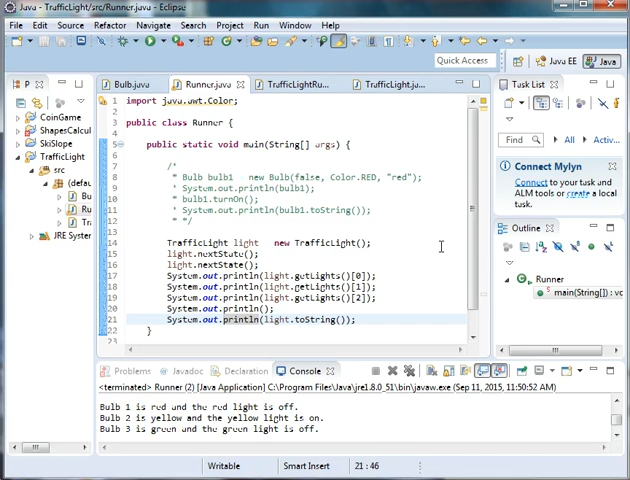 Java - TrafficLight/src/Runner.java - Eclipse
File Edit Source Refactor Navigate Search Project Run Window Help
Quick Access
Java EE
Java
P
Bulb.java
Runner.java
TrafficLightRu...
TrafficLight.ja...
Task List
CoinGame
ShapesCalcul
SkiSlope
TrafficLight
src
(defau
Bu
Ru
Tr
JRE System
1 import java.awt.Color;
2
3 public class Runner {
4
5 public static void main(String[] args) {
6
7 /*
8 * Bulb bulb1 = new Bulb(false, Color.RED, "red");
9 * System.out.println(bulb1);
10 * bulb1.turnOn();
11 * System.out.println(bulb1.toString());
12 * */
13
14 TrafficLight light = new TrafficLight();
15 light.nextState();
16 light.nextState();
17 System.out.println(light.getLights()[0]);
18 System.out.println(light.getLights()[1]);
19 System.out.println(light.getLights()[2]);
20 System.out.println();
21 System.out.println(light.toString());
22 }
23
Find
All
Activ...
Connect Mylyn
Connect to your task and
ALM tools or create a local
task.
Outline
Runner
main(String[]) : vc
Problems
Javadoc
Declaration
Console
<terminated> Runner (2) [Java Application] C:\Program Files\Java\jre1.8.0_51\bin\javaw.exe (Sep 11, 2015, 11:50:52 AM)
Bulb 1 is red and the red light is off.
Bulb 2 is yellow and the yellow light is on.
Bulb 3 is green and the green light is off.
Writable
Smart Insert
21 : 46